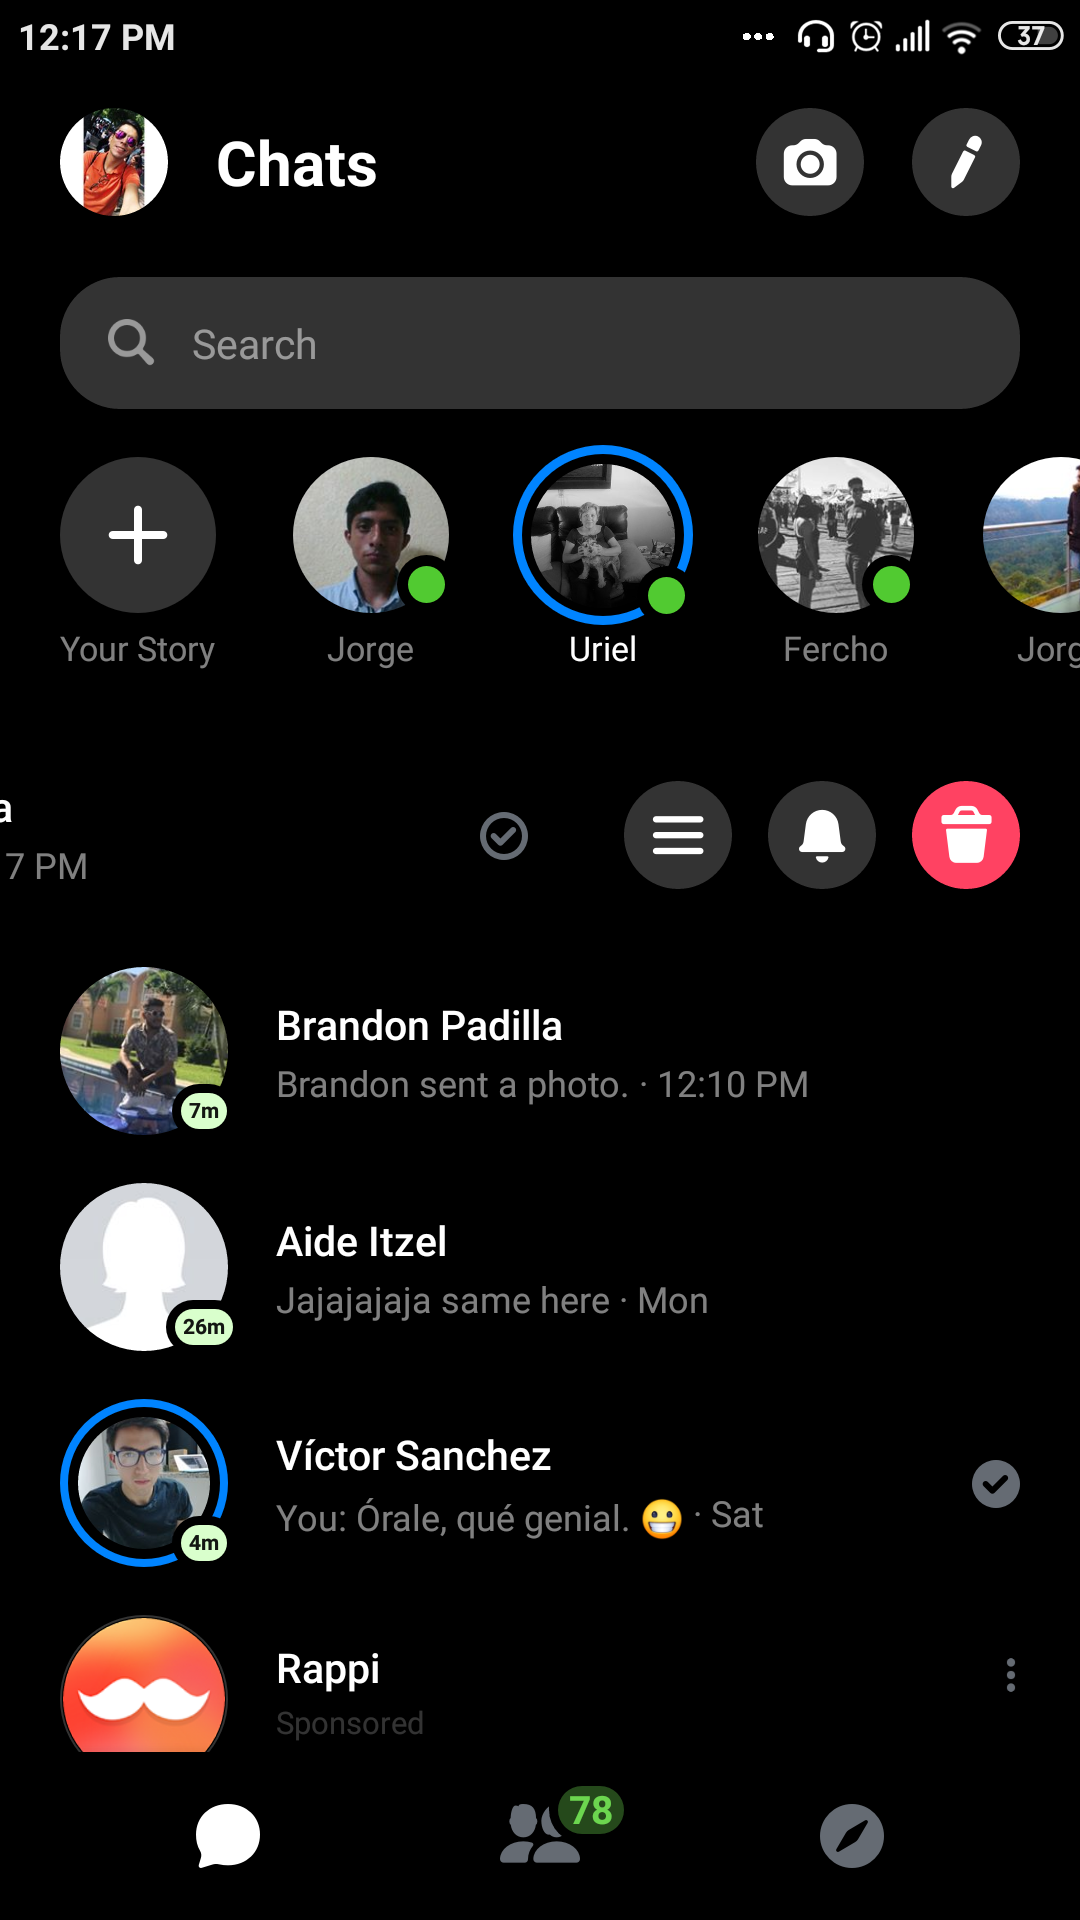 12:17 PM
37
Chats
Search
Your Story
Jorge
Uriel
Fercho
Jorg
a
7 PM
Brandon Padilla
Brandon sent a photo. · 12:10 PM
7m
Aide Itzel
Jajajajaja same here · Mon
26m
Víctor Sanchez
You: Órale, qué genial. 😀 · Sat
4m
Rappi
Sponsored
78